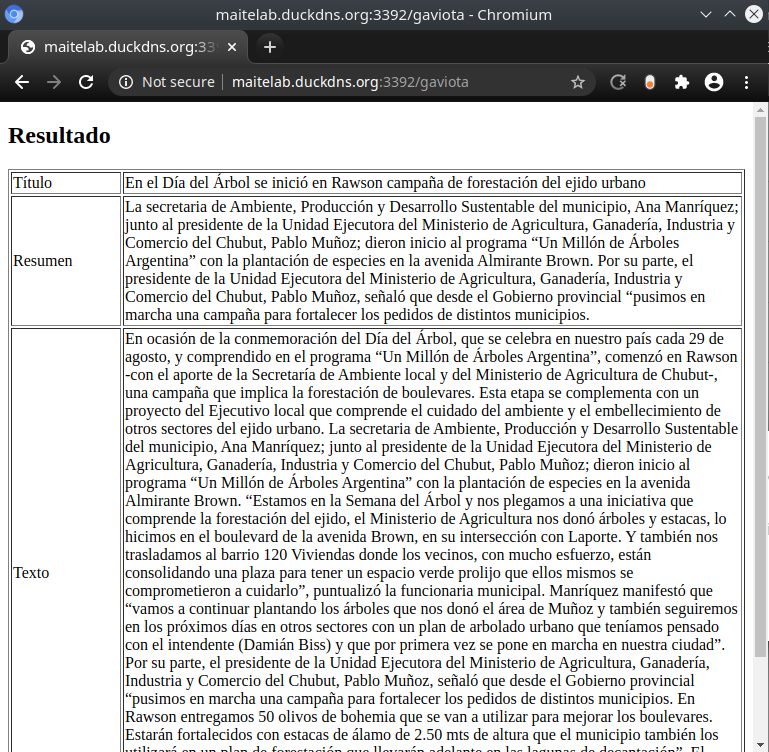 maitelab.duckdns.org:3392/gaviota - Chromium
maitelab.duckdns.org:339
Not secure | maitelab.duckdns.org:3392/gaviota
Resultado
Título
En el Día del Árbol se inició en Rawson campaña de forestación del ejido urbano
Resumen
La secretaria de Ambiente, Producción y Desarrollo Sustentable del municipio, Ana Manríquez;
junto al presidente de la Unidad Ejecutora del Ministerio de Agricultura, Ganadería, Industria y
Comercio del Chubut, Pablo Muñoz; dieron inicio al programa “Un Millón de Árboles
Argentina” con la plantación de especies en la avenida Almirante Brown. Por su parte, el
presidente de la Unidad Ejecutora del Ministerio de Agricultura, Ganadería, Industria y
Comercio del Chubut, Pablo Muñoz, señaló que desde el Gobierno provincial “pusimos en
marcha una campaña para fortalecer los pedidos de distintos municipios.
Texto
En ocasión de la conmemoración del Día del Árbol, que se celebra en nuestro país cada 29 de
agosto, y comprendido en el programa “Un Millón de Árboles Argentina”, comenzó en Rawson
-con el aporte de la Secretaría de Ambiente local y del Ministerio de Agricultura de Chubut-,
una campaña que implica la forestación de boulevares. Esta etapa se complementa con un
proyecto del Ejecutivo local que comprende el cuidado del ambiente y el embellecimiento de
otros sectores del ejido urbano. La secretaria de Ambiente, Producción y Desarrollo Sustentable
del municipio, Ana Manríquez; junto al presidente de la Unidad Ejecutora del Ministerio de
Agricultura, Ganadería, Industria y Comercio del Chubut, Pablo Muñoz; dieron inicio al
programa “Un Millón de Árboles Argentina” con la plantación de especies en la avenida
Almirante Brown. “Estamos en la Semana del Árbol y nos plegamos a una iniciativa que
comprende la forestación del ejido, el Ministerio de Agricultura nos donó árboles y estacas, lo
hicimos en el boulevard de la avenida Brown, en su intersección con Laporte. Y también nos
trasladamos al barrio 120 Viviendas donde los vecinos, con mucho esfuerzo, están
consolidando una plaza para tener un espacio verde prolijo que ellos mismos se
comprometieron a cuidarlo”, puntualizó la funcionaria municipal. Manríquez manifestó que
“vamos a continuar plantando los árboles que nos donó el área de Muñoz y también seguiremos
en los próximos días en otros sectores con un plan de arbolado urbano que teníamos pensado
con el intendente (Damián Biss) y que por primera vez se pone en marcha en nuestra ciudad”.
Por su parte, el presidente de la Unidad Ejecutora del Ministerio de Agricultura, Ganadería,
Industria y Comercio del Chubut, Pablo Muñoz, señaló que desde el Gobierno provincial
“pusimos en marcha una campaña para fortalecer los pedidos de distintos municipios. En
Rawson entregamos 50 olivos de bohemia que se van a utilizar para mejorar los boulevares.
Estarán fortalecidos con estacas de álamo de 2.50 mts de altura que el municipio también los
utilizará en un plan de forestación que llevarán adelante en las lagunas de decantación”. El